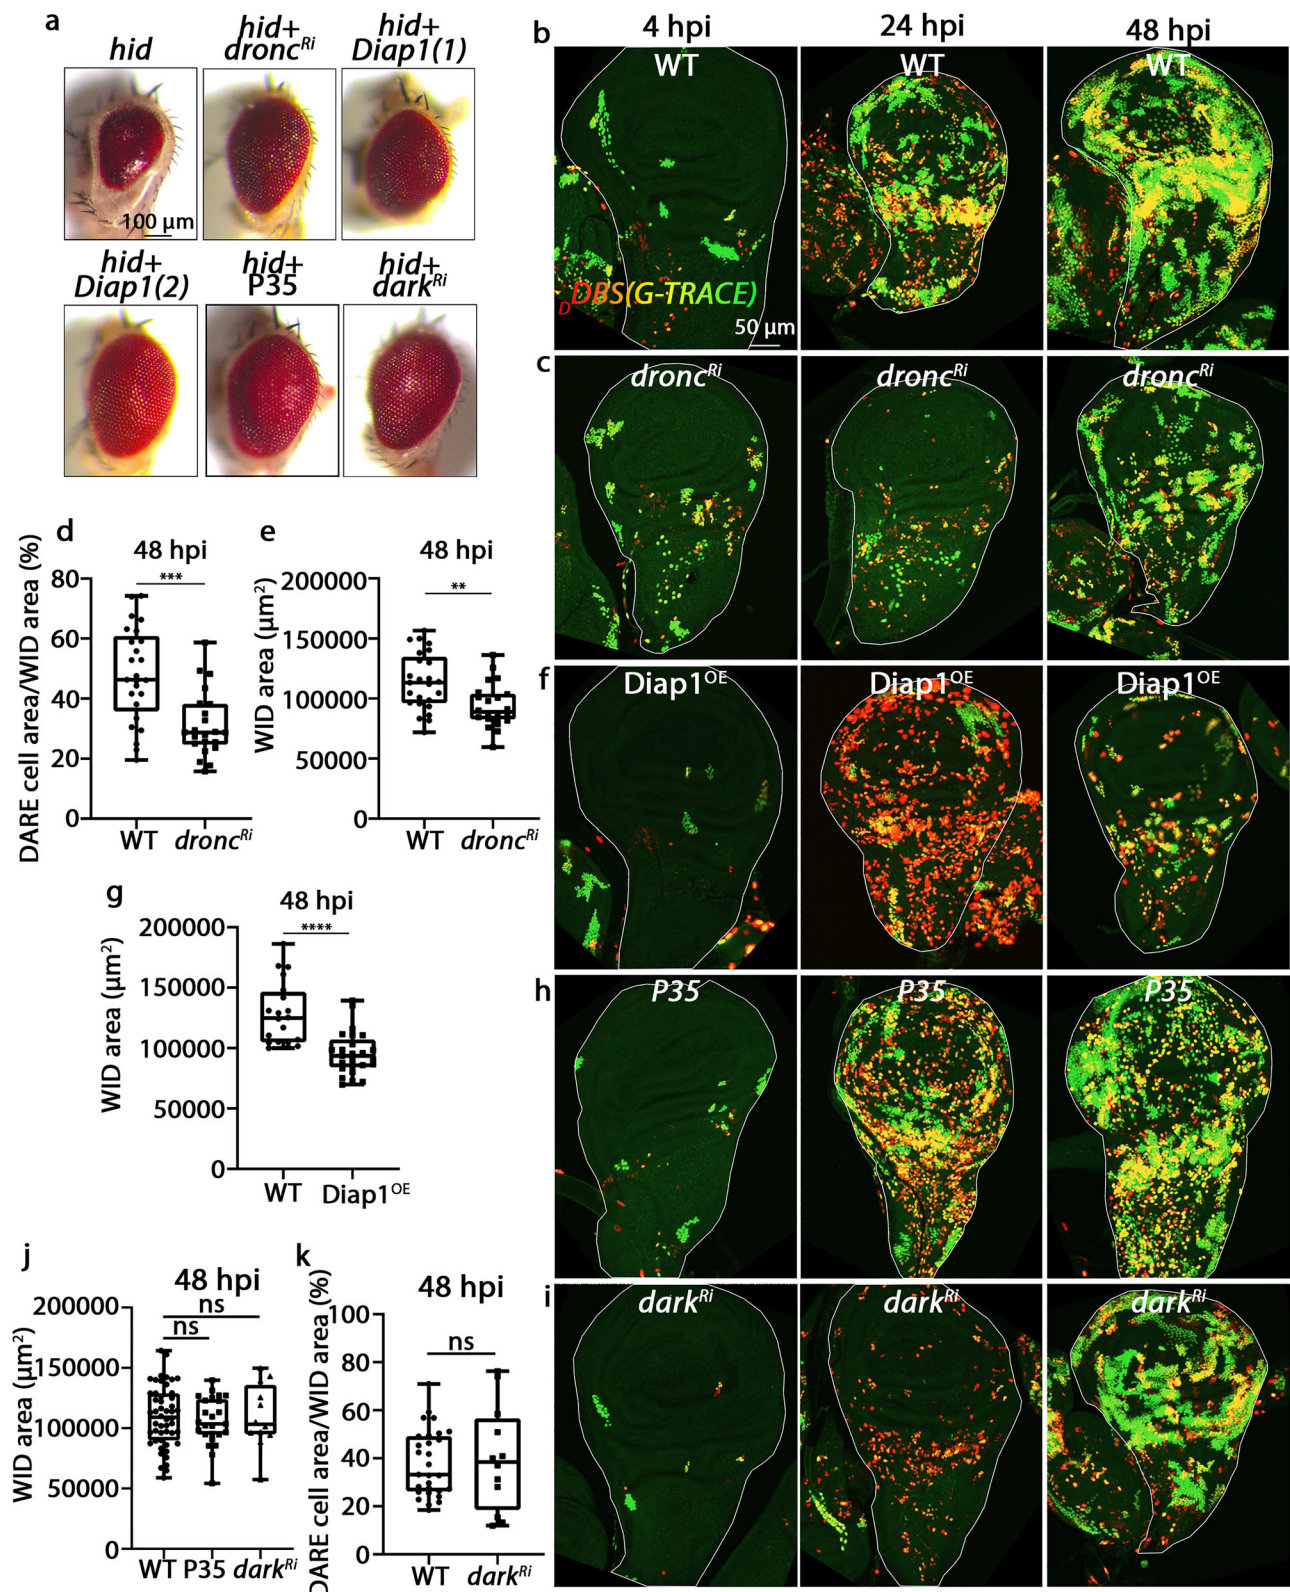 a
hid
hid+
dronc^Ri
hid+
Diap1(1)
100 µm
hid+
Diap1(2)
hid+
P35
hid+
dark^Ri
4 hpi
24 hpi
48 hpi
b
WT
WT
WT
DDBS(G-TRACE)
50 µm
c
dronc^Ri
dronc^Ri
dronc^Ri
d
48 hpi
***
DARE cell area/WID area (%)
80
60
40
20
0
WT
dronc^Ri
e
48 hpi
**
WID area (µm²)
200000
150000
100000
50000
0
WT
dronc^Ri
f
Diap1^OE
Diap1^OE
Diap1^OE
g
48 hpi
****
WID area (µm²)
200000
150000
100000
50000
0
WT
Diap1^OE
h
P35
P35
P35
i
dark^Ri
dark^Ri
dark^Ri
j
48 hpi
ns
ns
WID area (µm²)
200000
150000
100000
50000
0
WT
P35
dark^Ri
k
48 hpi
ns
DARE cell area/WID area (%)
100
80
60
40
20
0
WT
dark^Ri